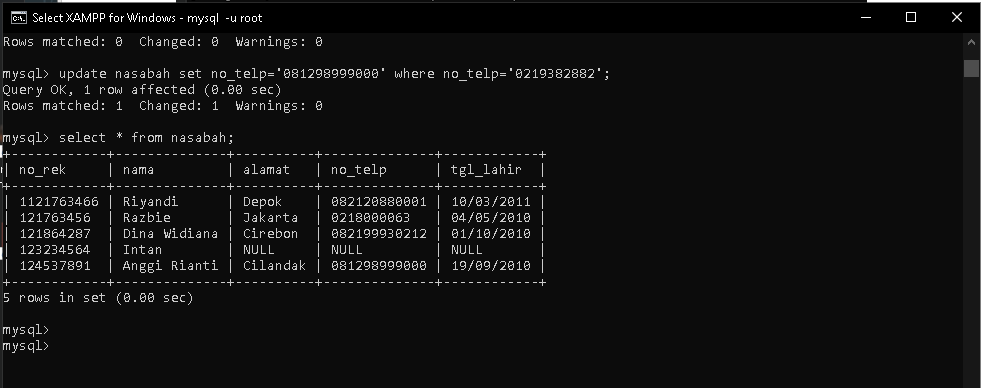 Select XAMPP for Windows - mysql  -u root
Rows matched: 0  Changed: 0  Warnings: 0
mysql> update nasabah set no_telp='081298999000' where no_telp='0219382882';
Query OK, 1 row affected (0.00 sec)
Rows matched: 1  Changed: 1  Warnings: 0
mysql> select * from nasabah;
+------------+--------------+----------+--------------+------------+
| no_rek     | nama         | alamat   | no_telp      | tgl_lahir  |
+------------+--------------+----------+--------------+------------+
| 1121763466 | Riyandi      | Depok    | 082120880001 | 10/03/2011 |
| 121763456  | Razbie       | Jakarta  | 0218000063   | 04/05/2010 |
| 121864287  | Dina Widiana | Cirebon  | 082199930212 | 01/10/2010 |
| 123234564  | Intan        | NULL     | NULL         | NULL       |
| 124537891  | Anggi Rianti | Cilandak | 081298999000 | 19/09/2010 |
+------------+--------------+----------+--------------+------------+
5 rows in set (0.00 sec)
mysql>
mysql>